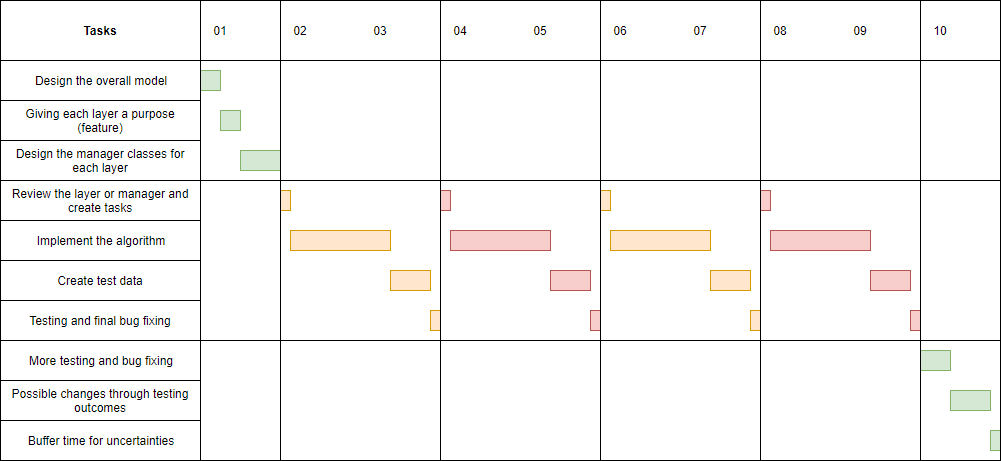 Tasks 01 02 03 04 05 06 07 08 09 10
Design the overall model
Giving each layer a purpose
(feature)
Design the manager classes for
each layer
Review the layer or manager and
create tasks
Implement the algorithm
Create test data
Testing and final bug fixing
More testing and bug fixing
Possible changes through testing
outcomes
Buffer time for uncertainties